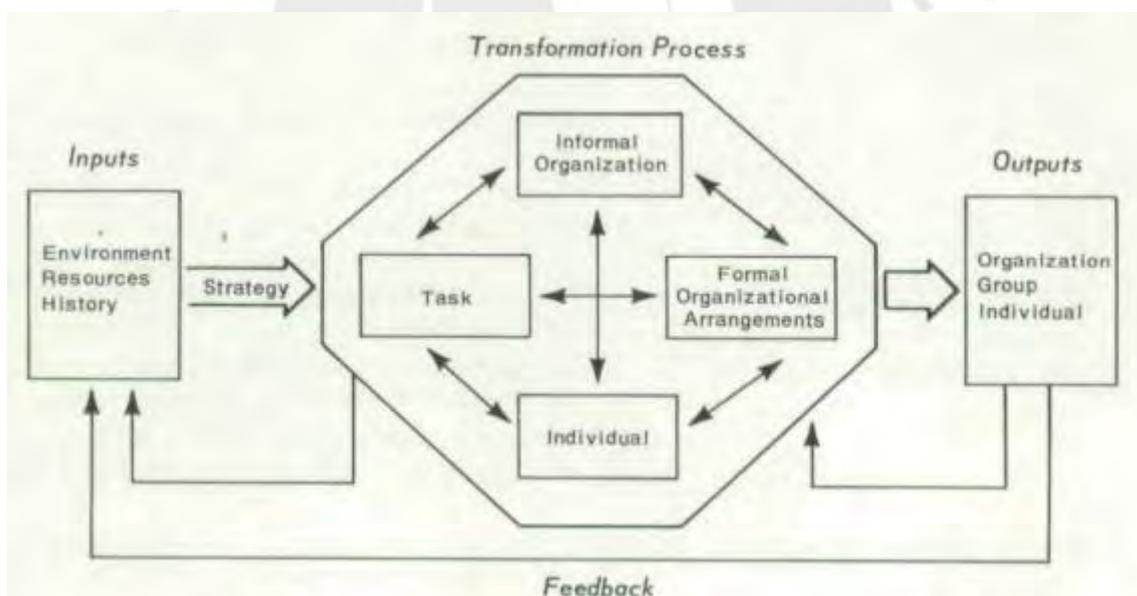 Transformation Process
Inputs
Environment
Resources
History
Strategy
Informal
Organization
Task
Formal
Organizational
Arrangements
Individual
Outputs
Organization
Group
Individual
Feedback